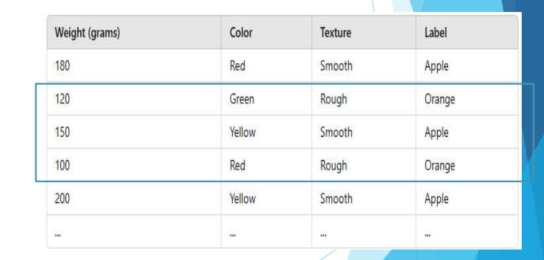 Weight (grams) Color Texture Label
180 Red Smooth Apple
120 Green Rough Orange
150 Yellow Smooth Apple
100 Red Rough Orange
200 Yellow Smooth Apple
... ... ... ...